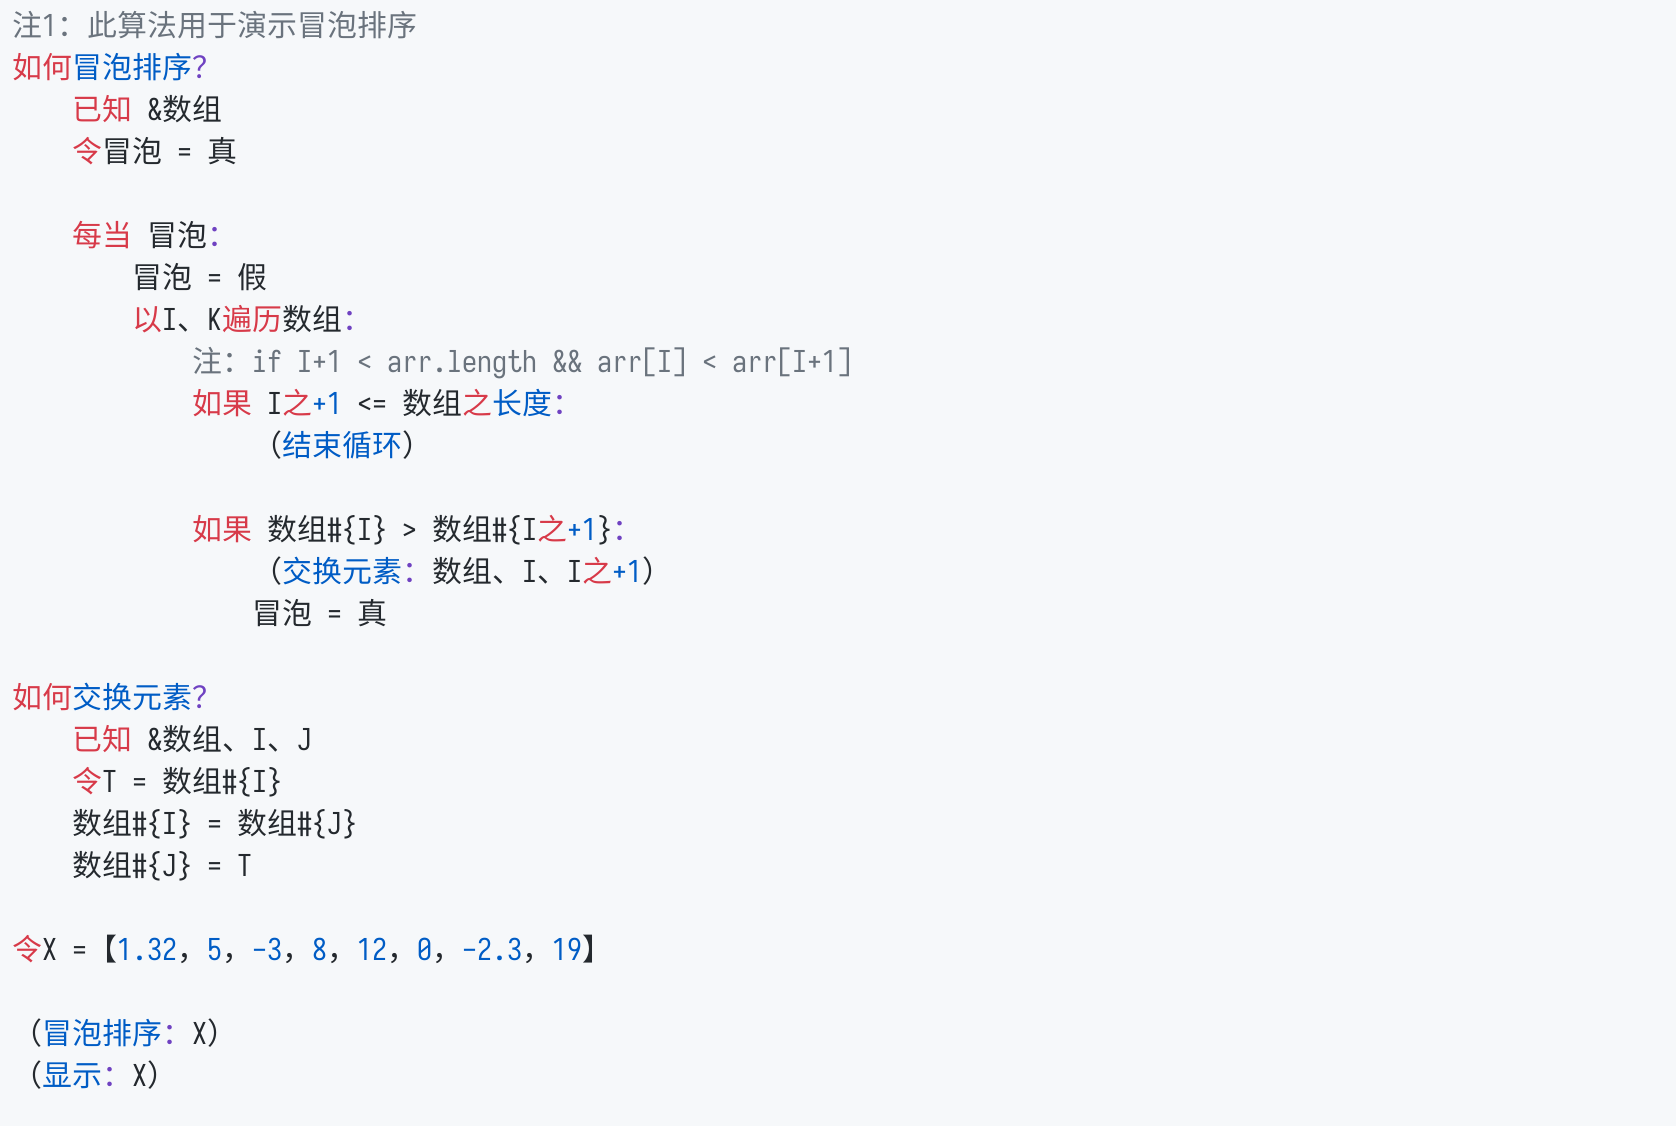 注1：此算法用于演示冒泡排序
如何冒泡排序？
    已知 &数组
    令冒泡 = 真

    每当 冒泡：
        冒泡 = 假
        以I、K遍历数组：
            注：if I+1 < arr.length && arr[I] < arr[I+1]
            如果 I之+1 <= 数组之长度：
                （结束循环）

            如果 数组#{I} > 数组#{I之+1}：
                （交换元素：数组、I、I之+1）
                冒泡 = 真

如何交换元素？
    已知 &数组、I、J
    令T = 数组#{I}
    数组#{I} = 数组#{J}
    数组#{J} = T

令X =【1.32，5，-3，8，12，0，-2.3，19】

（冒泡排序：X）
（显示：X）